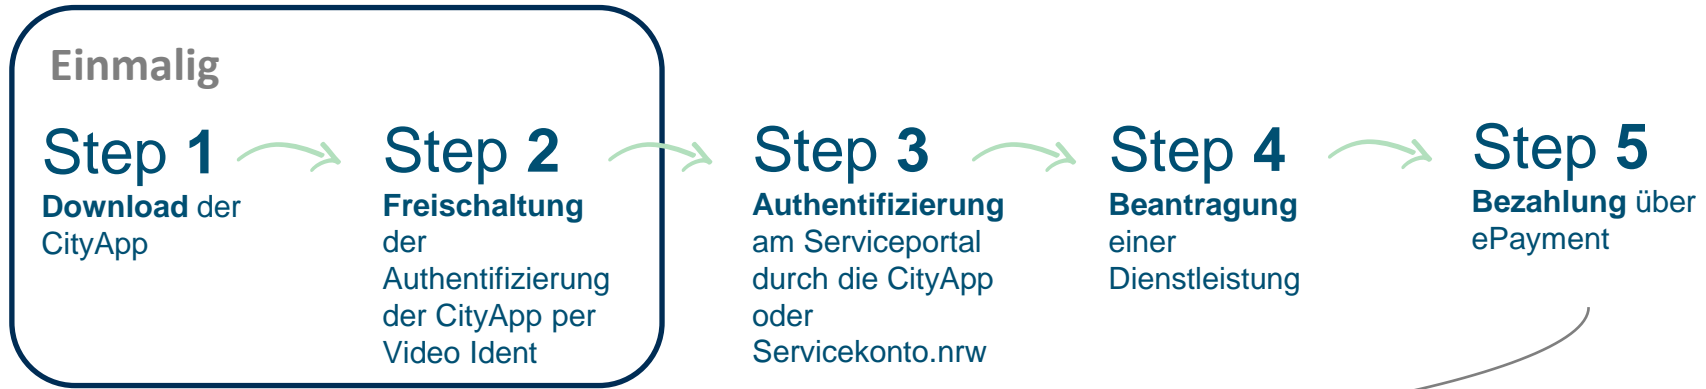 Einmalig
Step 1
Download der
CityApp
Step 2
Freischaltung
der
Authentifizierung
der CityApp per
Video Ident
Step 3
Authentifizierung
am Serviceportal
durch die CityApp
oder
Servicekonto.nrw
Step 4
Beantragung
einer
Dienstleistung
Step 5
Bezahlung über
ePayment